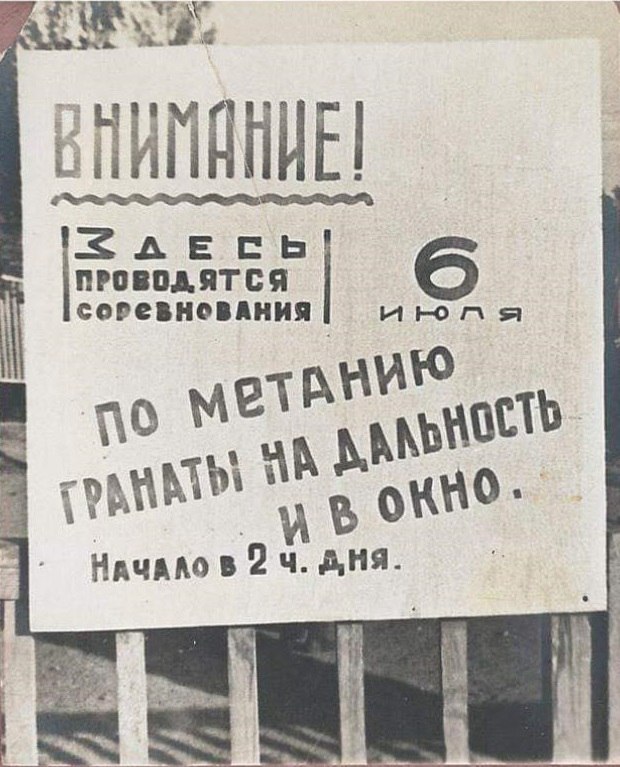 ВНИМАНИЕ!
ЗДЕСЬ
ПРОВОДЯТСЯ
СОРЕВНОВАНИЯ
6
ИЮЛЯ
ПО МЕТАНИЮ
ГРАНАТЫ НА ДАЛЬНОСТЬ
И В ОКНО.
НАЧАЛО В 2 Ч. ДНЯ.